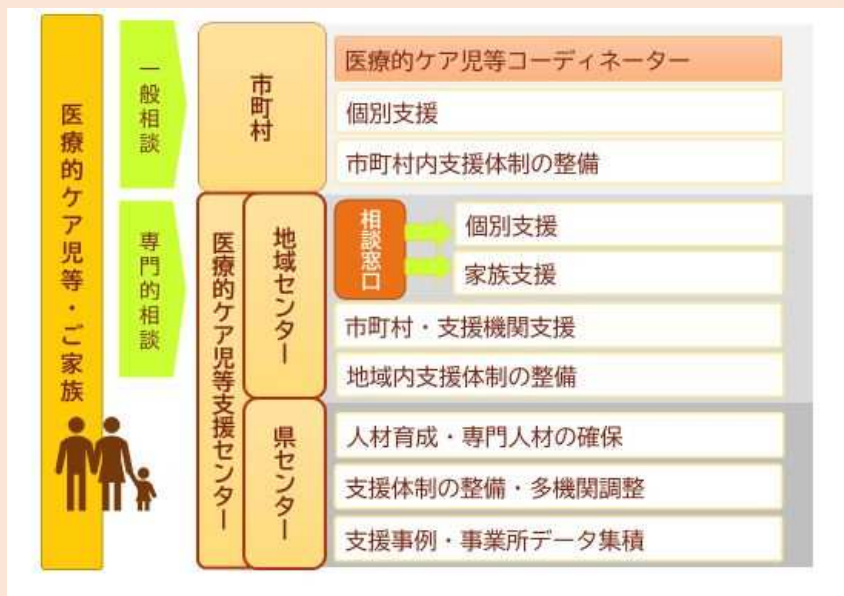 医療的ケア児等・ご家族
一般相談
市町村
医療的ケア児等コーディネーター
個別支援
市町村内支援体制の整備
専門的相談
医療的ケア児等支援センター
地域センター
相談窓口
個別支援
家族支援
市町村・支援機関支援
地域内支援体制の整備
県センター
人材育成・専門人材の確保
支援体制の整備・多機関調整
支援事例・事業所データ集積